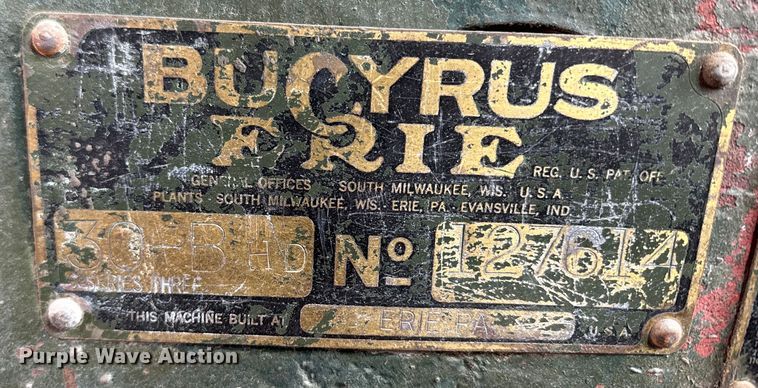 BUCYRUS
ERIE
REG. U.S. PAT. OFF.
GENERAL OFFICES SOUTH MILWAUKEE, WIS. U.S.A.
PLANTS - SOUTH MILWAUKEE, WIS. - ERIE, PA. - EVANSVILLE, IND.
30-B No 127614
SERIES THREE
THIS MACHINE BUILT AT ERIE PA. U.S.A.
Purple Wave Auction